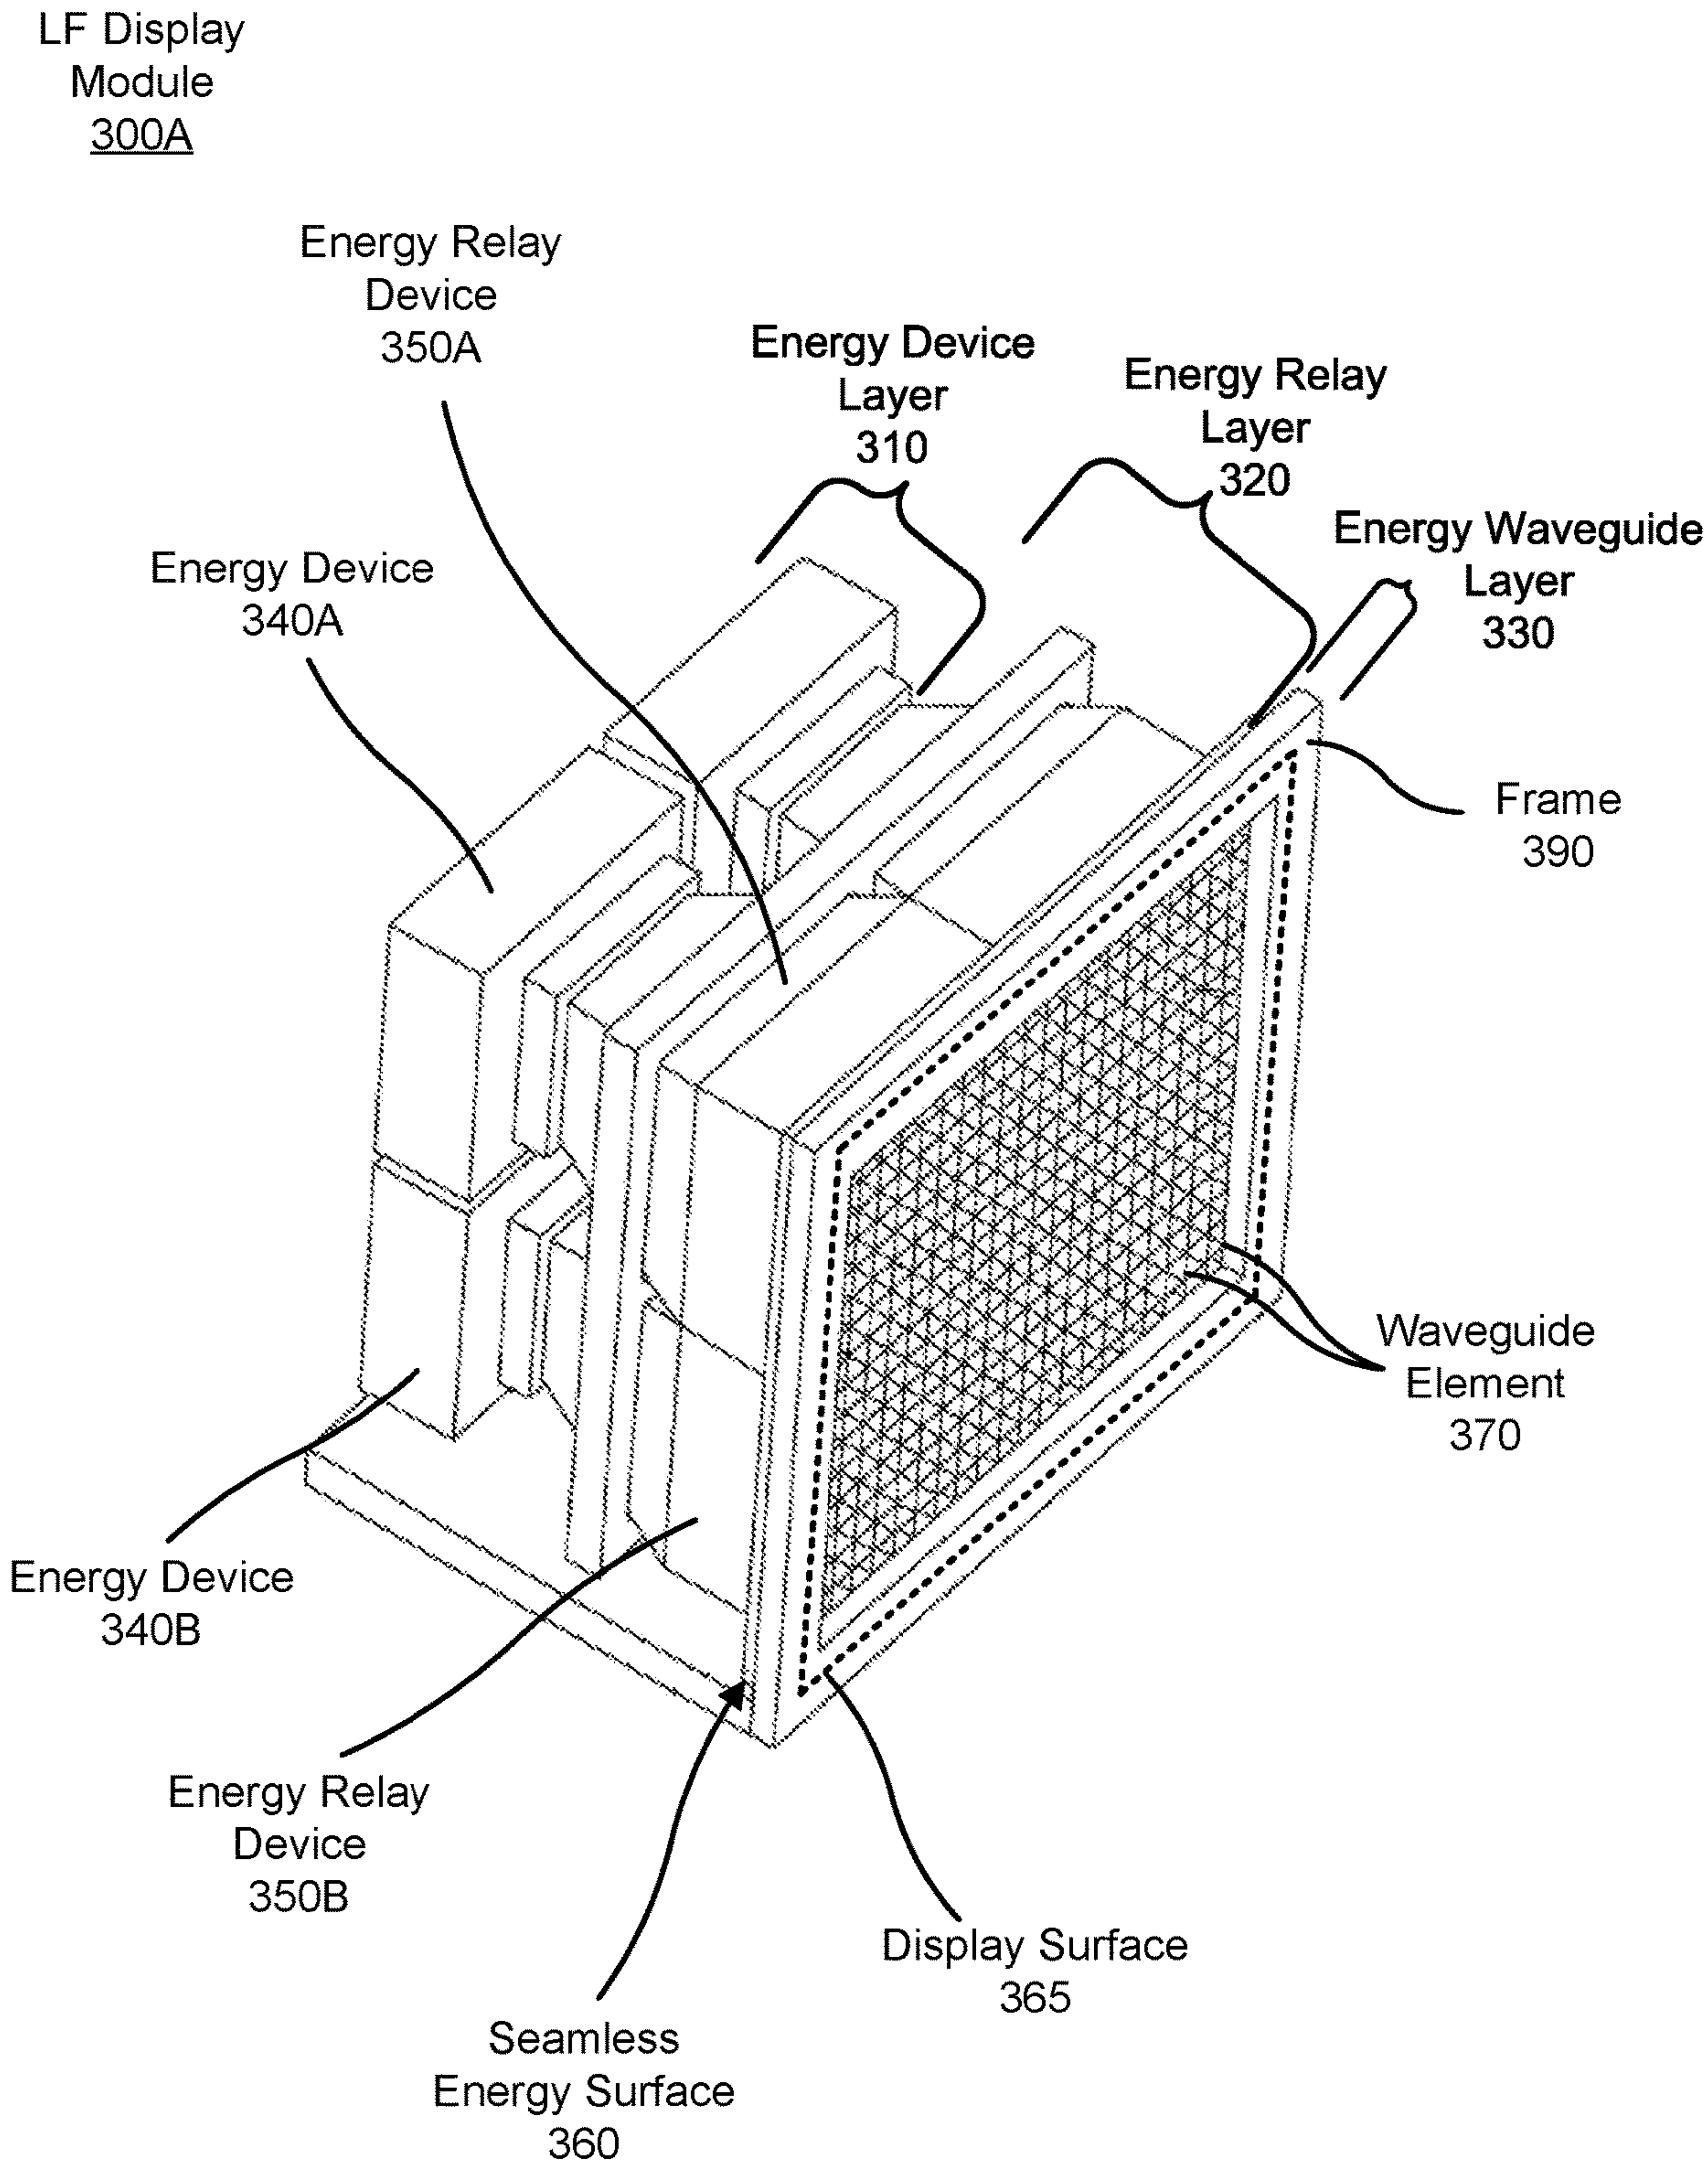 LF Display
Module
300A
Energy Relay
Device
350A
Energy Device
Layer
310
Energy Relay
Layer
320
Energy Waveguide
Layer
330
Energy Device
340A
Frame
390
Waveguide
Element
370
Energy Device
340B
Energy Relay
Device
350B
Display Surface
365
Seamless
Energy Surface
360